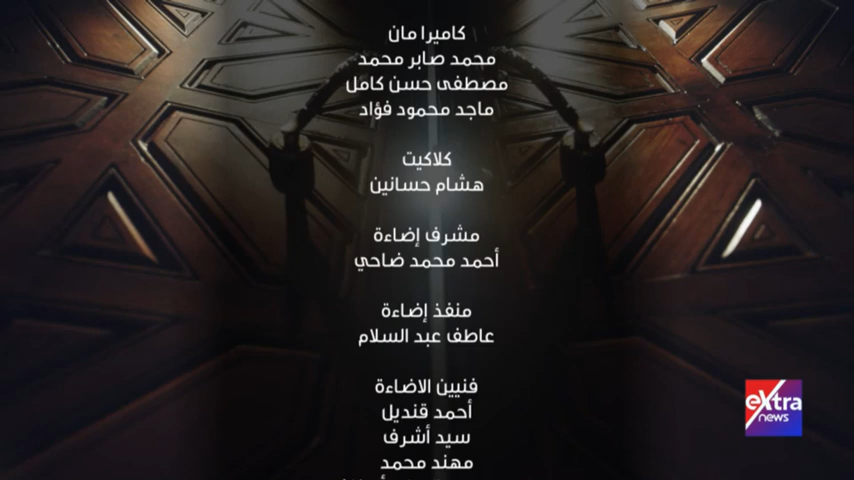 كاميرا مان
محمد صابر محمد
مصطفى حسن كامل
ماجد محمود فؤاد
كلاكيت
هشام حسانين
مشرف إضاءة
أحمد محمد ضاحي
منفذ إضاءة
عاطف عبد السلام
فنيين الاضاءة
أحمد قنديل
سيد أشرف
مهند محمد
eXtra
news